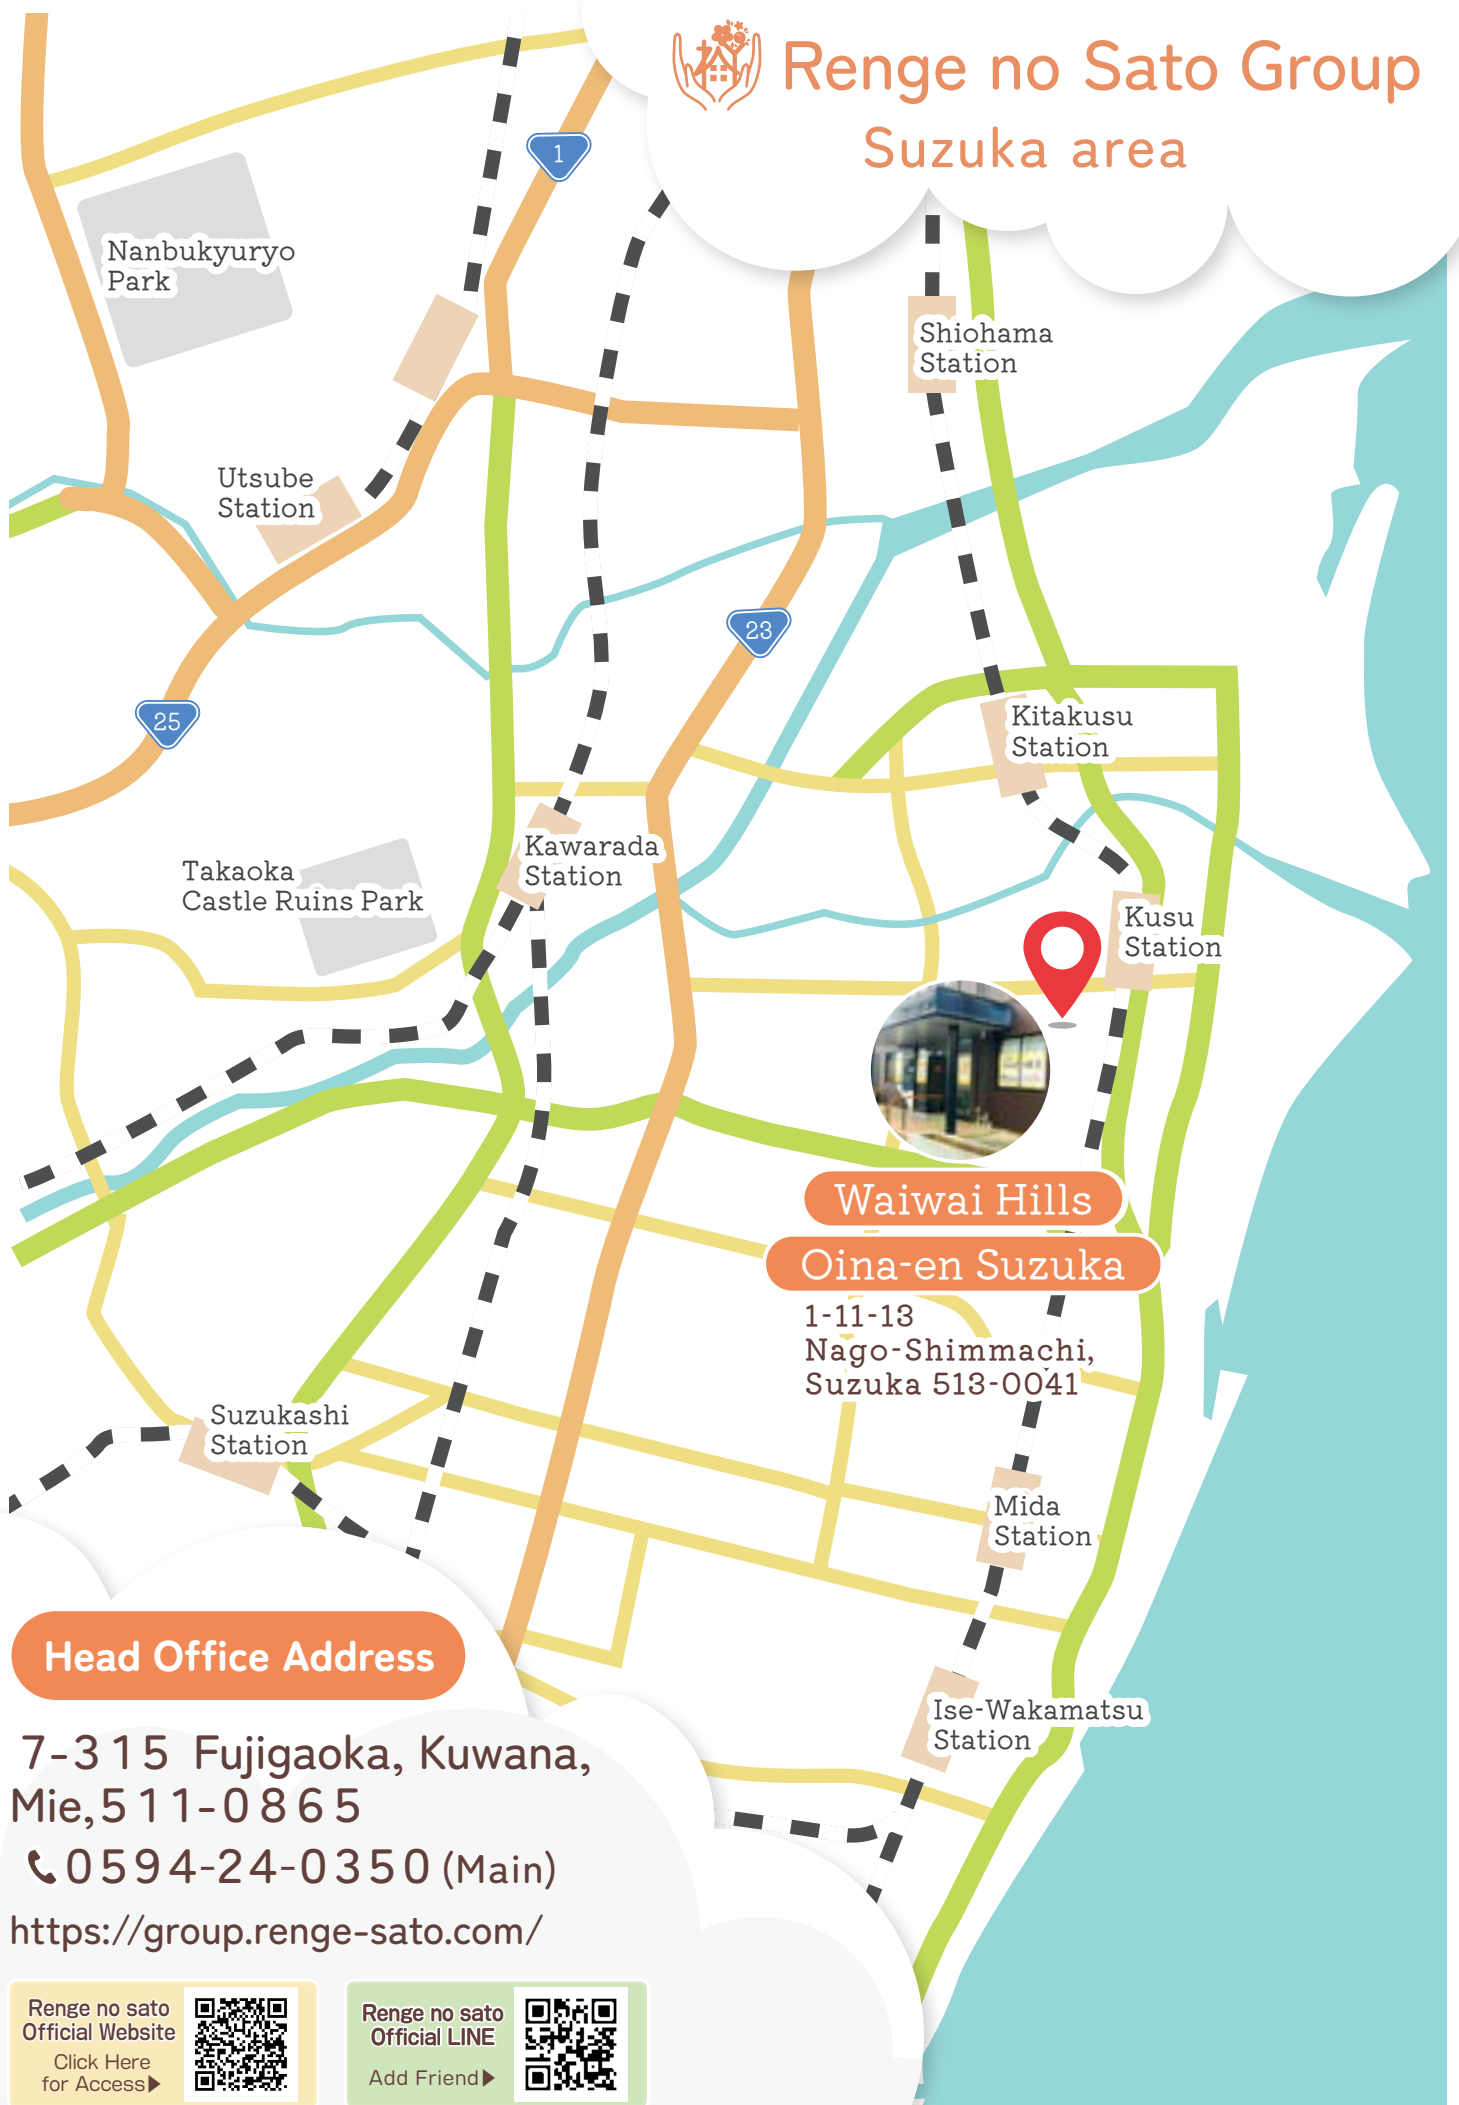 Renge no Sato Group
Suzuka area
1
Nanbukyuryo
Park
Shiohama
Station
Utsube
Station
23
25
Kitakusu
Station
Kawarada
Station
Takaoka
Castle Ruins Park
Kusu
Station
Waiwai Hills
Oina-en Suzuka
1-11-13
Nago-Shimmachi,
Suzuka 513-0041
Suzukashi
Station
Mida
Station
Ise-Wakamatsu
Station
Head Office Address
7-315 Fujigaoka, Kuwana,
Mie,511-0865
0594-24-0350 (Main)
https://group.renge-sato.com/
Renge no sato
Official Website
Click Here
for Access▶
Renge no sato
Official LINE
Add Friend▶